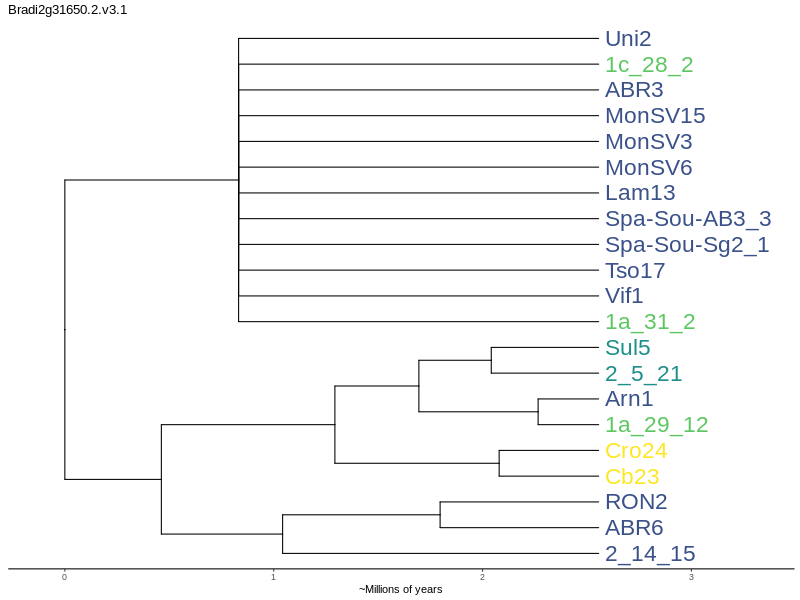 Bradi2g31650.2.v3.1
Uni2
1c_28_2
ABR3
MonSV15
MonSV3
MonSV6
Lam13
Spa-Sou-AB3_3
Spa-Sou-Sg2_1
Tso17
Vif1
1a_31_2
Sul5
2_5_21
Arn1
1a_29_12
Cro24
Cb23
RON2
ABR6
2_14_15
0 1 2 3
~Millions of years